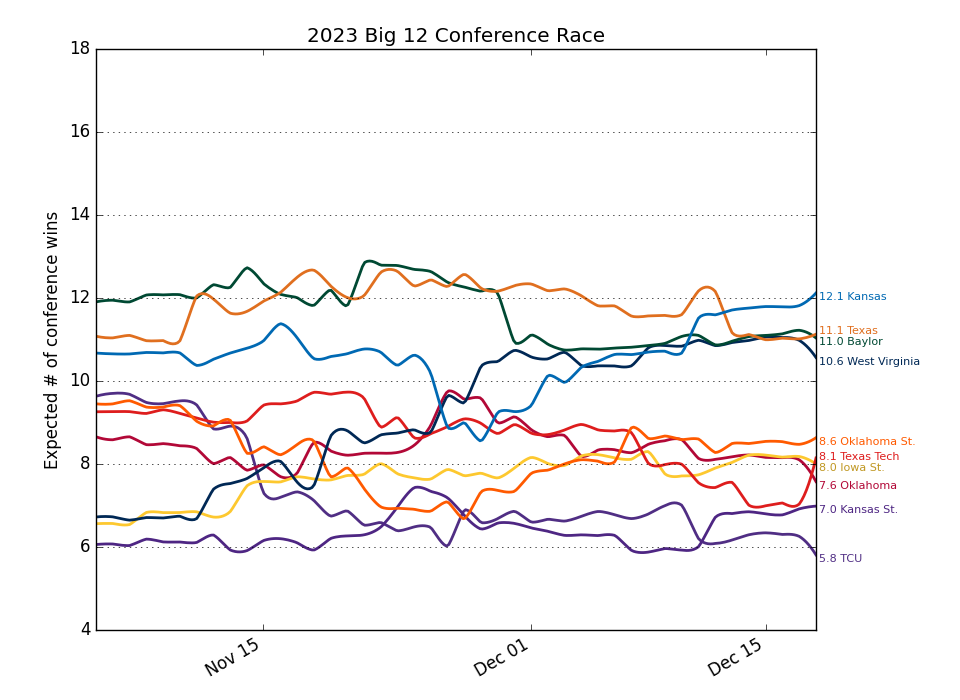 2023 Big 12 Conference Race
Expected # of conference wins
18
16
14
12
10
8
6
4
Nov 15
Dec 01
Dec 15
12.1 Kansas
11.1 Texas
11.0 Baylor
10.6 West Virginia
8.6 Oklahoma St.
8.1 Texas Tech
8.0 Iowa St.
7.6 Oklahoma
7.0 Kansas St.
5.8 TCU